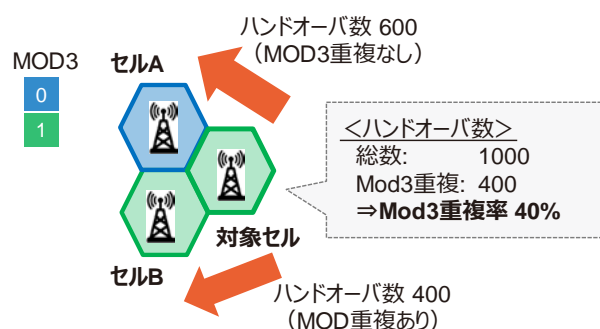 ハンドオーバ数 600
（MOD3重複なし）
MOD3
セルA
0
1
＜ハンドオーバ数＞
総数: 1000
Mod3重複: 400
⇒Mod3重複率 40%
対象セル
セルB
ハンドオーバ数 400
（MOD重複あり）